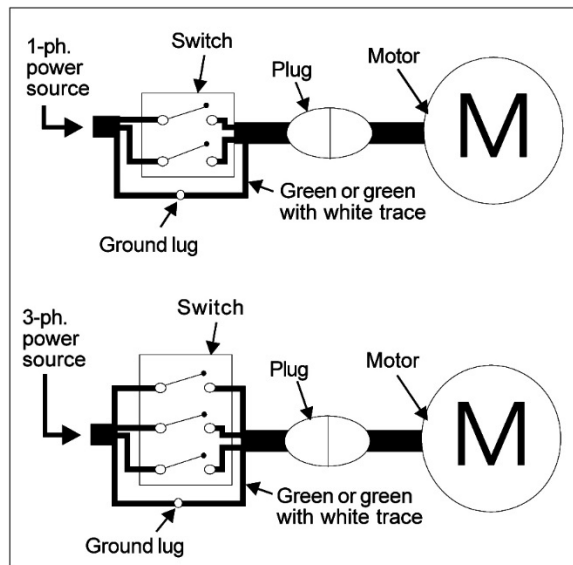 1-ph.
power
source
Switch
Plug
Motor
M
Green or green
with white trace
Ground lug
3-ph.
power
source
Switch
Plug
Motor
M
Green or green
with white trace
Ground lug